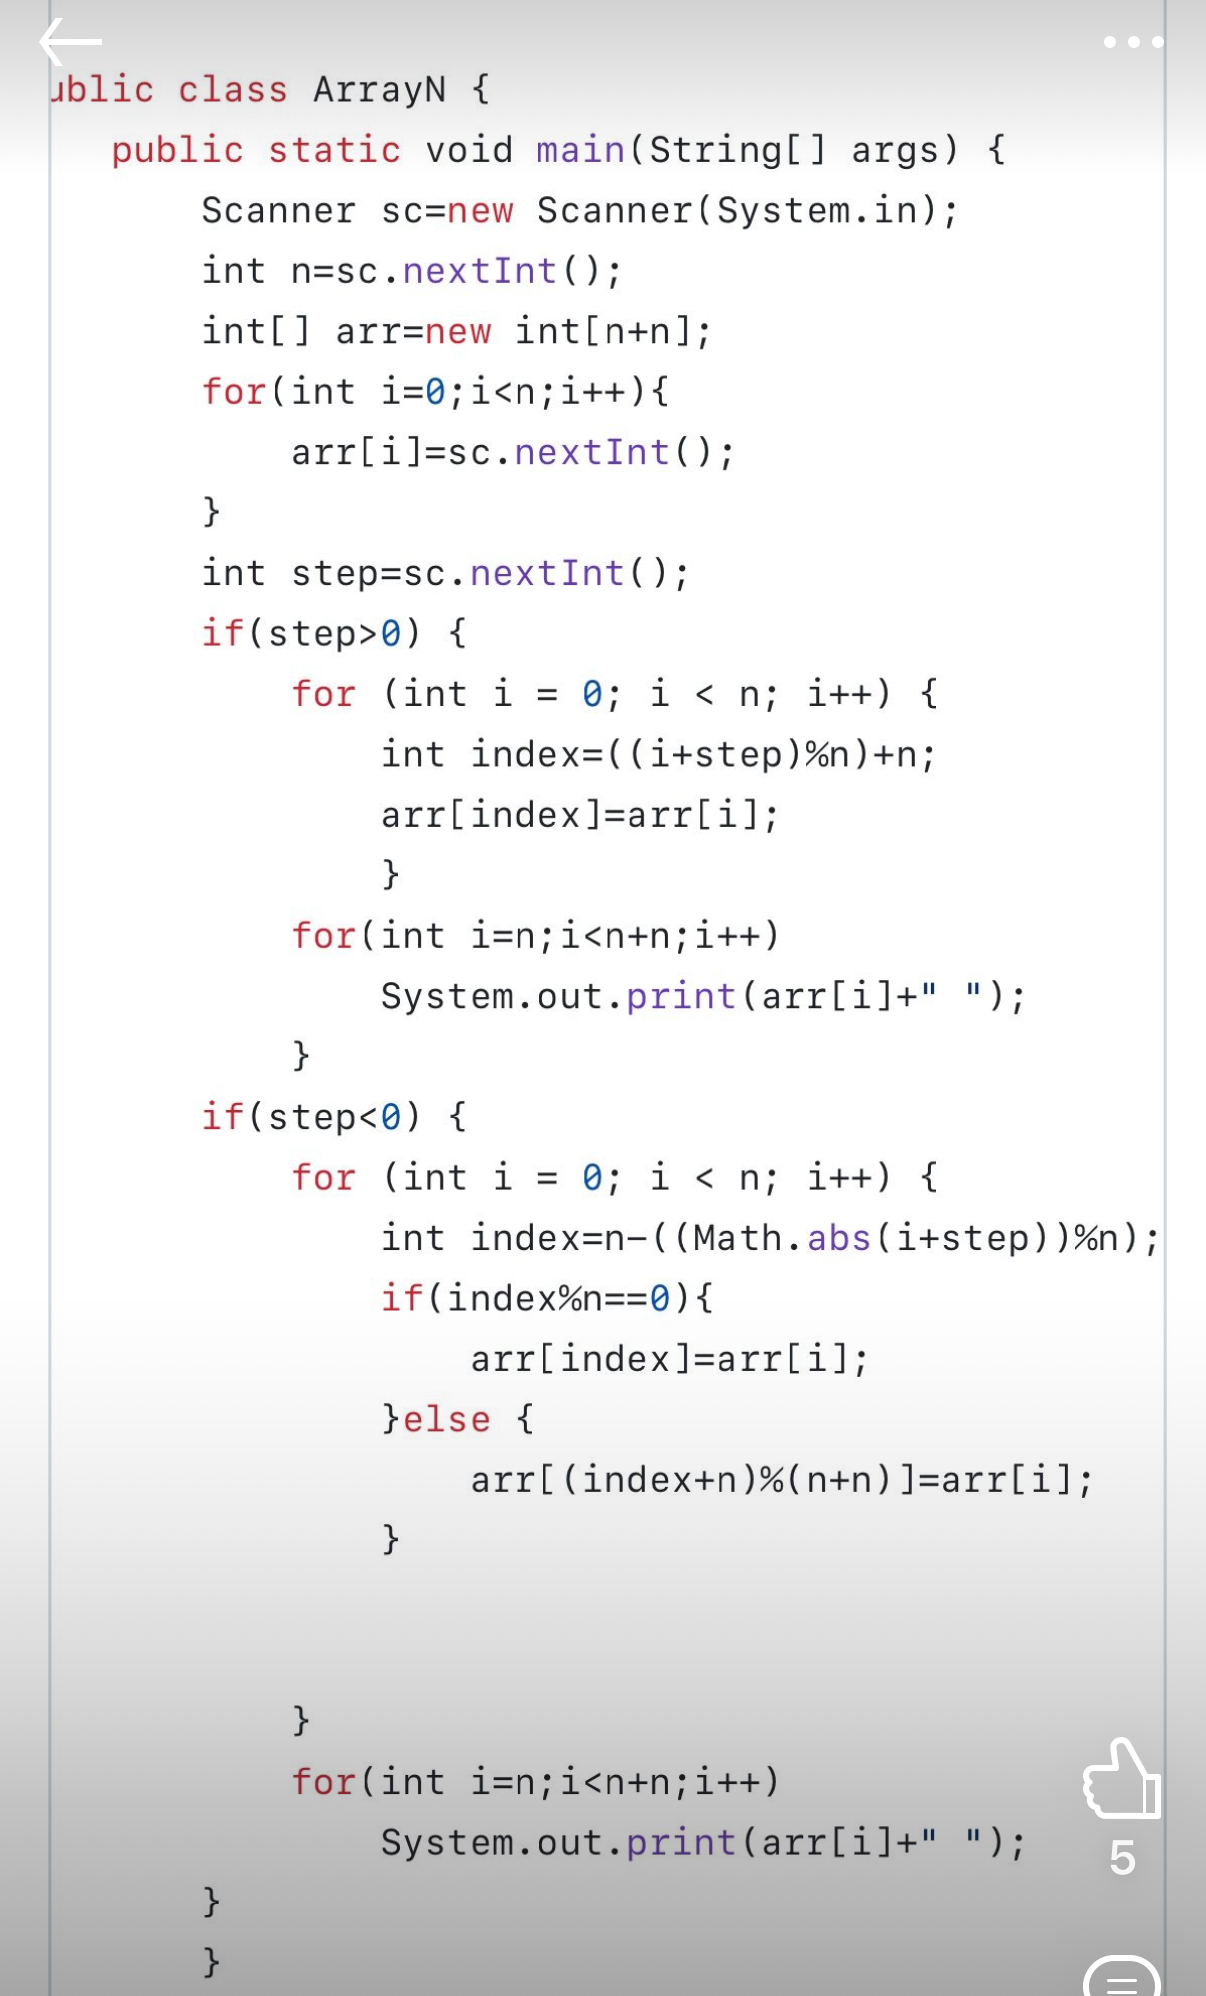 ublic class ArrayN {
public static void main(String[] args) {
Scanner sc=new Scanner(System.in);
int n=sc.nextInt();
int[] arr=new int[n+n];
for(int i=0;i<n;i++){
arr[i]=sc.nextInt();
}
int step=sc.nextInt();
if(step>0) {
for (int i = 0; i < n; i++) {
int index=((i+step)%n)+n;
arr[index]=arr[i];
}
for(int i=n;i<n+n;i++)
System.out.print(arr[i]+" ");
}
if(step<0) {
for (int i = 0; i < n; i++) {
int index=n-((Math.abs(i+step))%n);
if(index%n==0){
arr[index]=arr[i];
}else {
arr[(index+n)%(n+n)]=arr[i];
}
}
for(int i=n;i<n+n;i++)
System.out.print(arr[i]+" ");
}
}
5